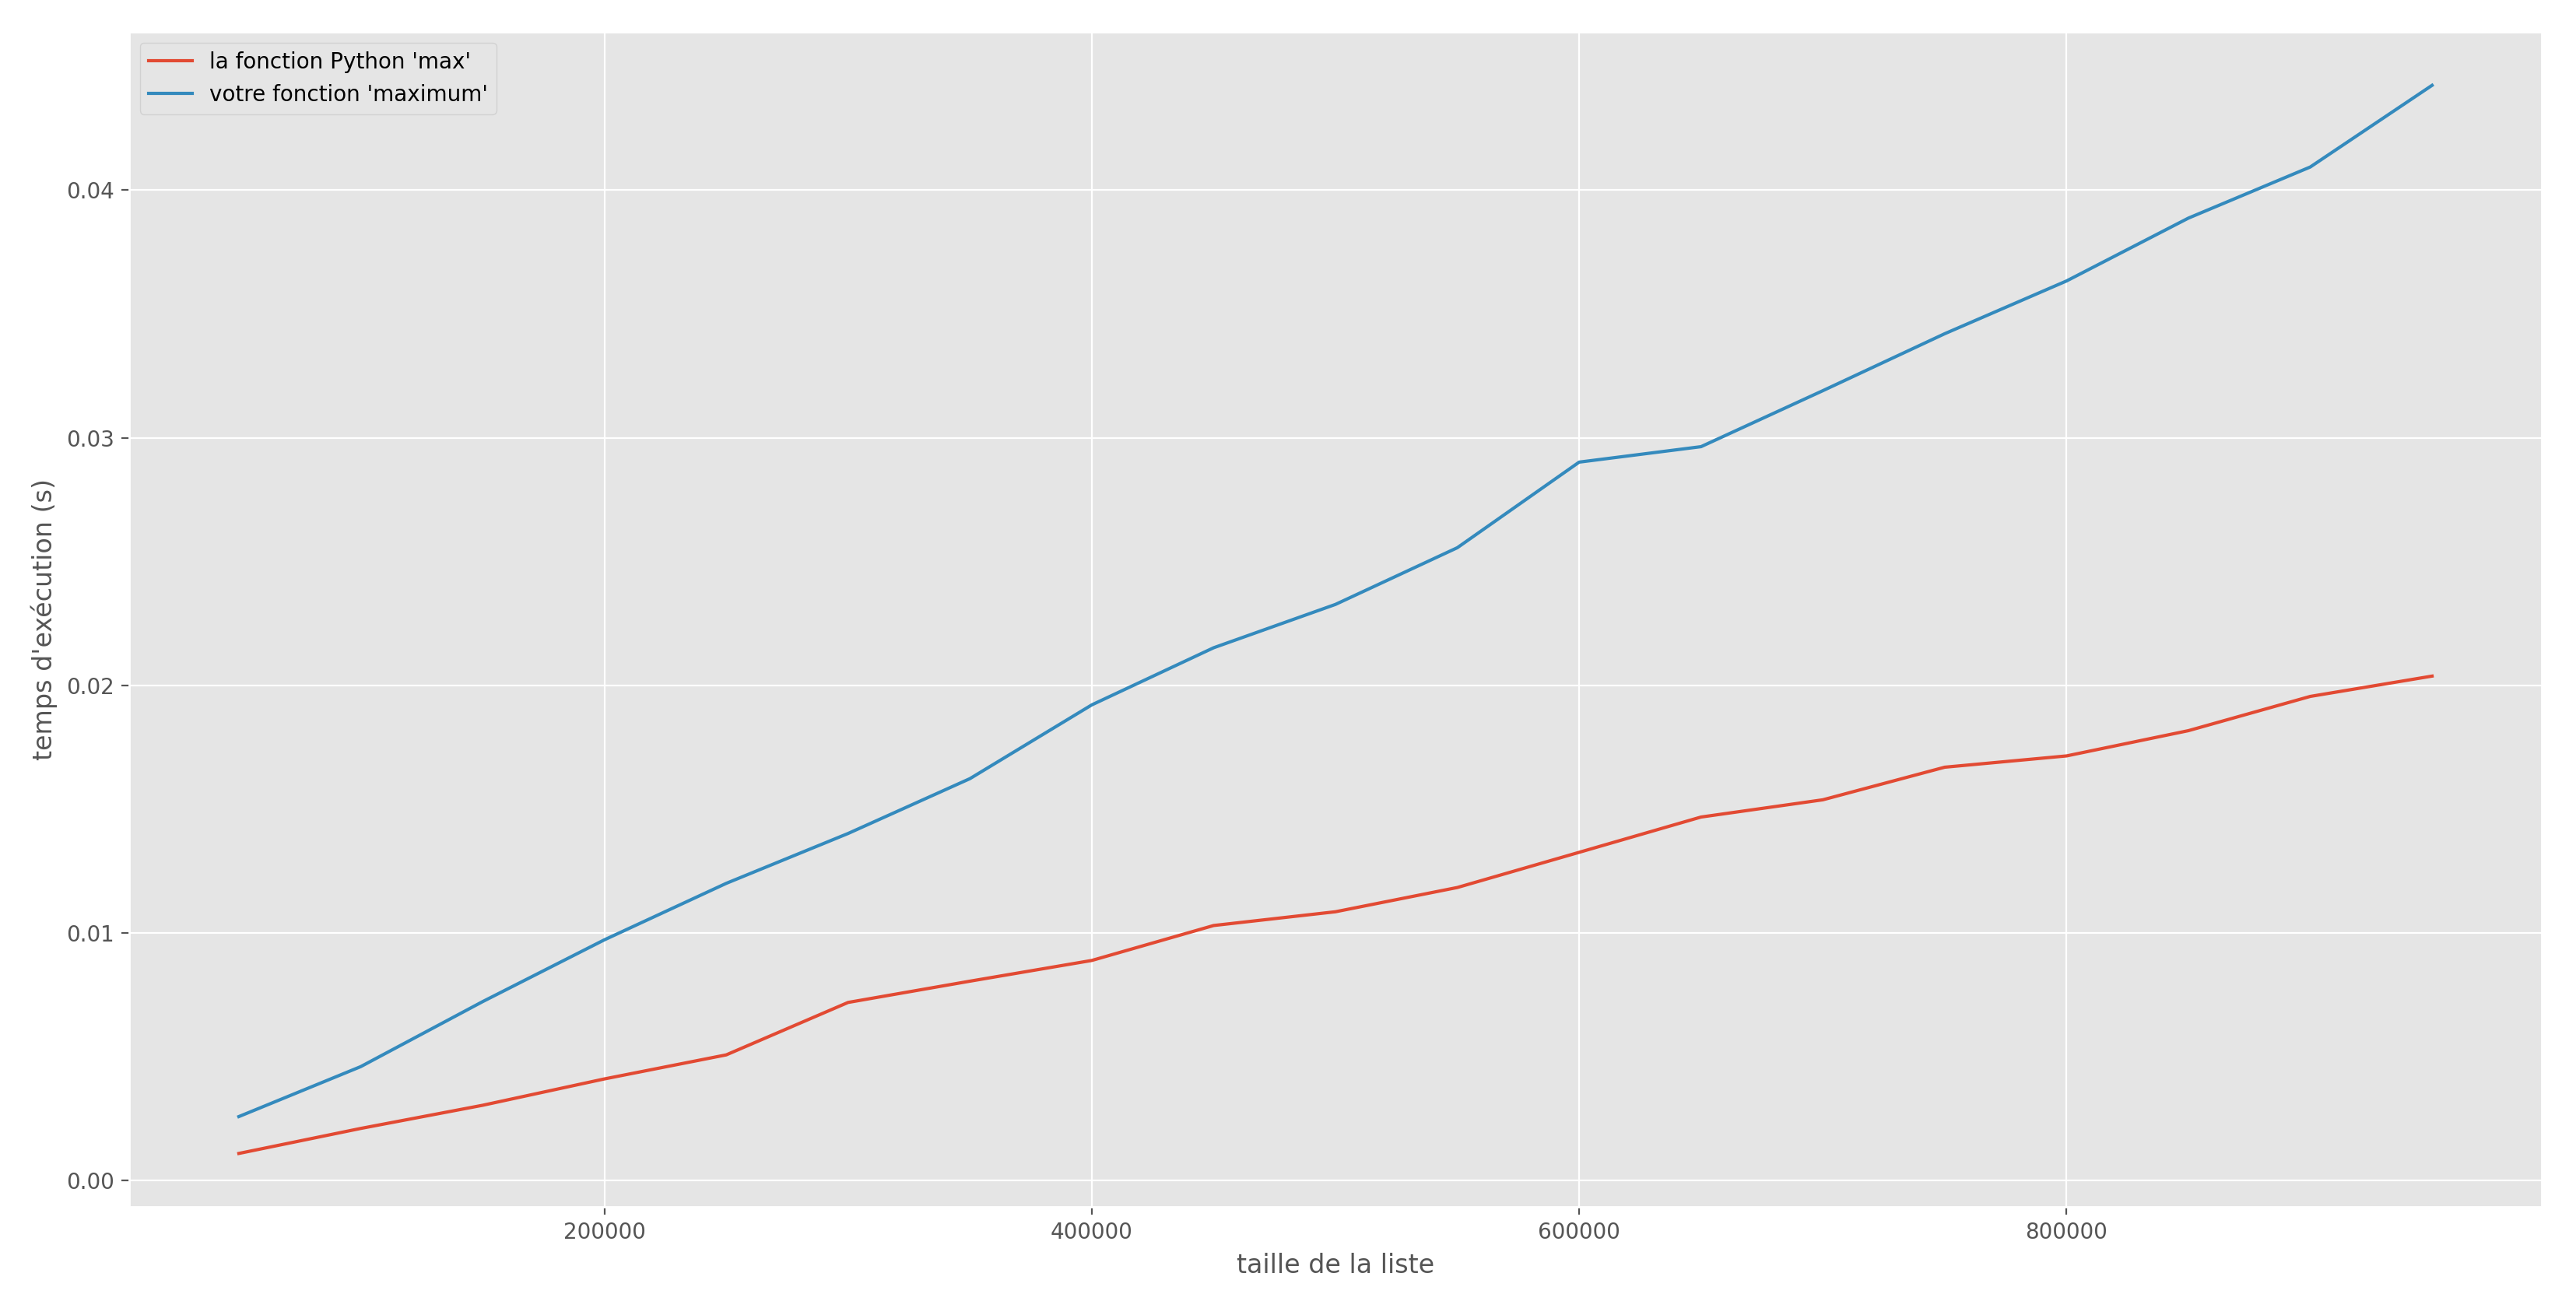 la fonction Python 'max'
votre fonction 'maximum'
0.04
0.03
0.02
0.01
0.00
temps d'exécution (s)
200000
400000
600000
800000
taille de la liste